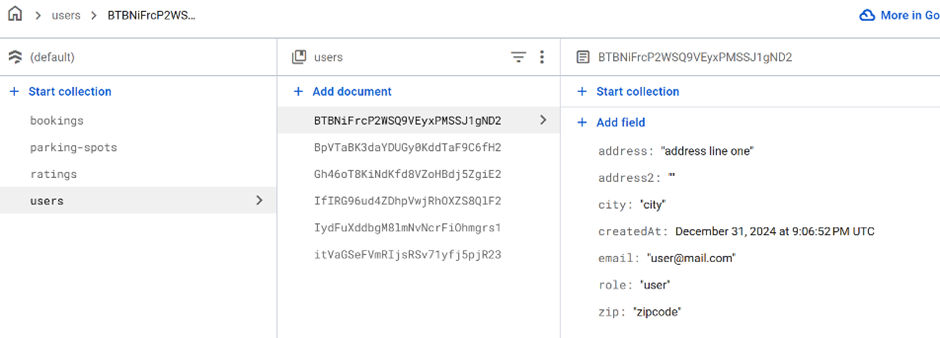 users
BTBNiFrcP2WS...
More in Go
(default)
Start collection
bookings
parking-spots
ratings
users
users
Add document
BTBNiFrcP2WSQ9VEyxPMSSJ1gND2
BpVTaBK3daYDUGy0KddTaF9C6fH2
Gh46oT8KiNdKfd8VZoHBdj5ZgiE2
IfIRG96ud4ZDhpVwjRhOXZS8QlF2
IydFuXddbgM8lmNvNcrFiOhmgrs1
itVaGSeFVmRIjsRSv71yfj5pjR23
BTBNiFrcP2WSQ9VEyxPMSSJ1gND2
Start collection
Add field
address: "address line one"
address2: ""
city: "city"
createdAt: December 31, 2024 at 9:06:52 PM UTC
email: "user@mail.com"
role: "user"
zip: "zipcode"